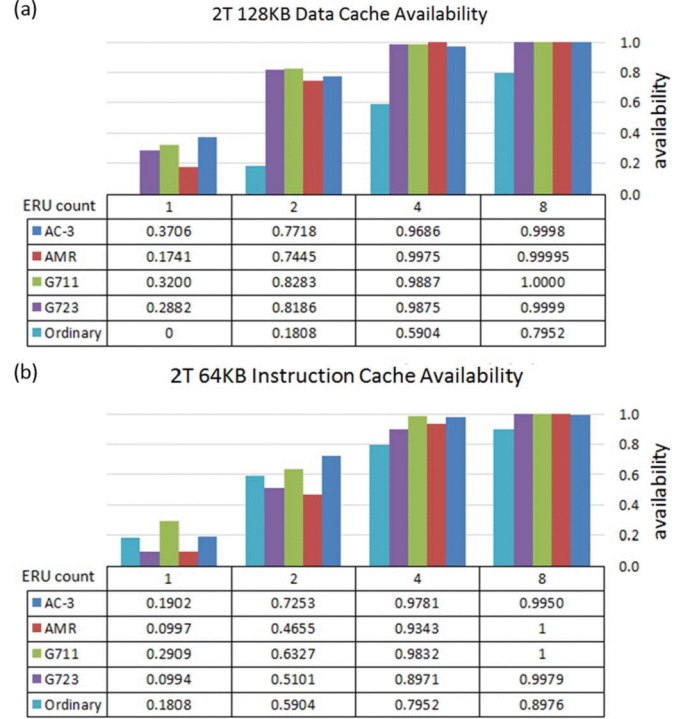 (a)
2T 128KB Data Cache Availability
1.0
0.8
0.6
0.4
0.2
0.0
availability
ERU count 1 2 4 8
AC-3 0.3706 0.7718 0.9686 0.9998
AMR 0.1741 0.7445 0.9975 0.99995
G711 0.3200 0.8283 0.9887 1.0000
G723 0.2882 0.8186 0.9875 0.9999
Ordinary 0 0.1808 0.5904 0.7952
(b)
2T 64KB Instruction Cache Availability
1.0
0.8
0.6
0.4
0.2
0.0
availability
ERU count 1 2 4 8
AC-3 0.1902 0.7253 0.9781 0.9950
AMR 0.0997 0.4655 0.9343 1
G711 0.2909 0.6327 0.9832 1
G723 0.0994 0.5101 0.8971 0.9979
Ordinary 0.1808 0.5904 0.7952 0.8976